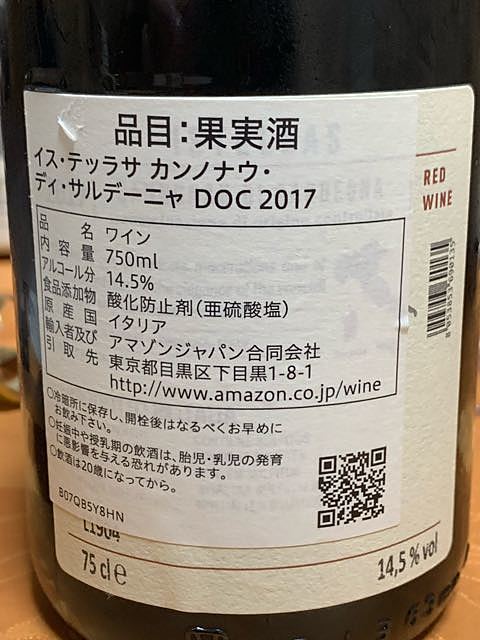 品目：果実酒
イス・テッラサ カンノナウ・
ディ・サルデーニャ DOC 2017
品名 ワイン
内容量 750ml
アルコール分 14.5%
食品添加物 酸化防止剤（亜硫酸塩）
原産国 イタリア
輸入者及び アマゾンジャパン合同会社
引取先 東京都目黒区下目黒1-8-1
http://www.amazon.co.jp/wine
○冷暗所に保存し、開栓後はなるべくお早めに
お飲み下さい。
○妊娠中や授乳期の飲酒は、胎児・乳児の発育
に悪影響を与える恐れがあります。
○飲酒は20歳になってから。
B07QB5Y8HN
RED
WINE
8053853690135
L1904
75 cl e
14,5 % vol